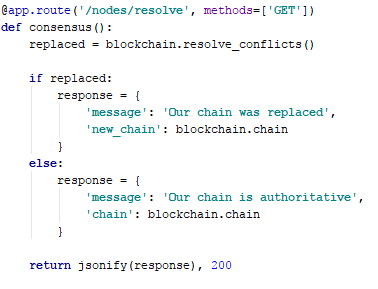 @app.route('/nodes/resolve', methods=['GET'])
def consensus():
    replaced = blockchain.resolve_conflicts()

    if replaced:
        response = {
            'message': 'Our chain was replaced',
            'new_chain': blockchain.chain
        }
    else:
        response = {
            'message': 'Our chain is authoritative',
            'chain': blockchain.chain
        }

    return jsonify(response), 200